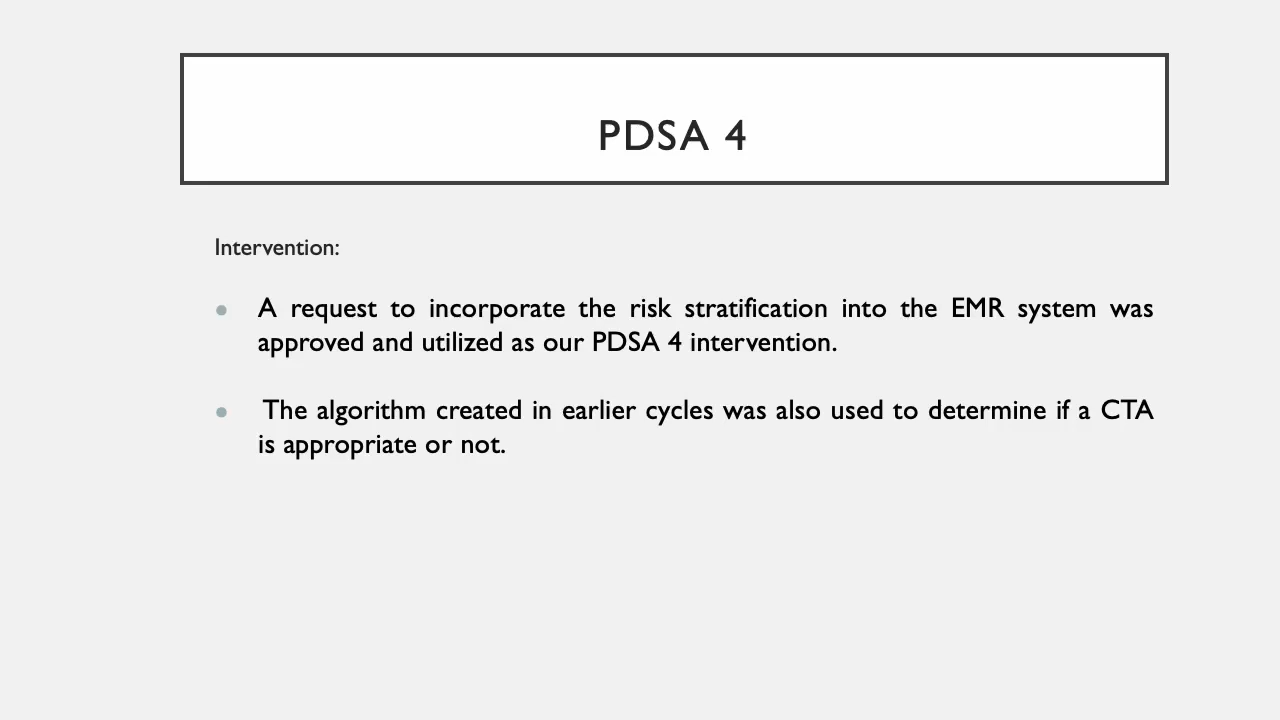 PDSA 4
Intervention:
A request to incorporate the risk stratification into the EMR system was
approved and utilized as our PDSA 4 intervention.
The algorithm created in earlier cycles was also used to determine if a CTA
is appropriate or not.